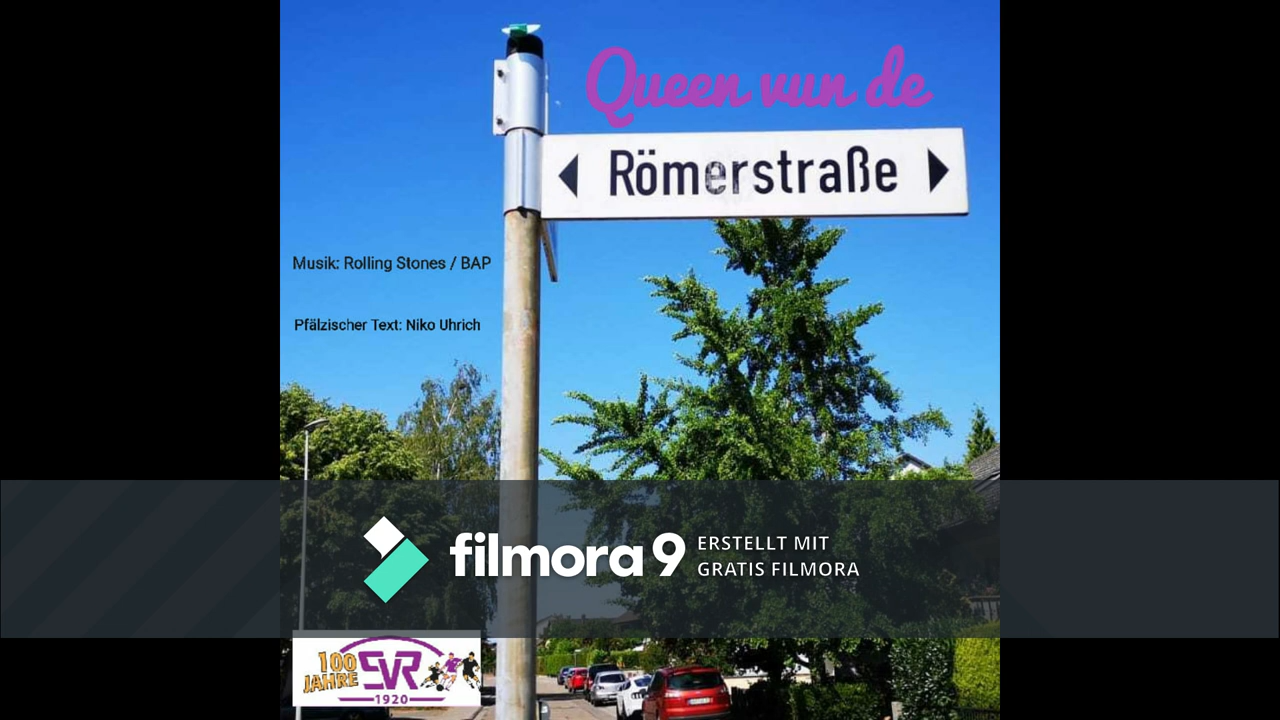 Queen vun de
Römerstraße
Musik: Rolling Stones / BAP
Pfälzischer Text: Niko Uhrich
filmora 9
ERSTELLT MIT
GRATIS FILMORA
100
JAHRE
SVR
1920